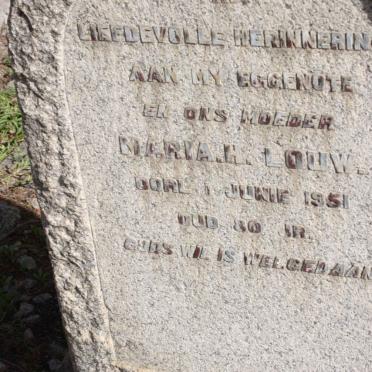 LIEFDEVOLLE HERINNERING
AAN MY EGGENOTE
EN ONS MOEDER
MARIA.H. LOUW.
OORL 1 JUNIE 1951
OUD 80 JR.
GODS WIL IS WELGEDAAN